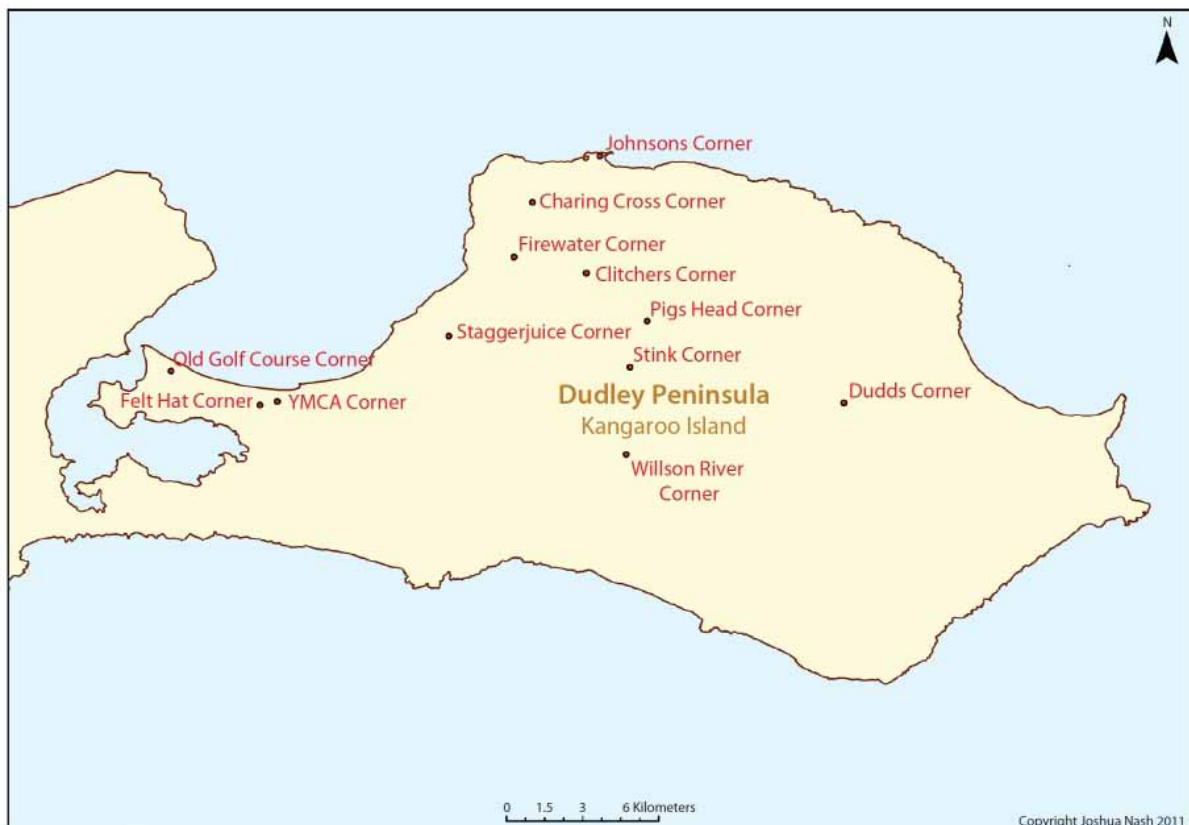 N
Johnsons Corner
Charing Cross Corner
Firewater Corner
Clitchers Corner
Pigs Head Corner
Staggerjuice Corner
Stink Corner
Old Golf Course Corner
Dudley Peninsula
Dudds Corner
Felt Hat Corner
YMCA Corner
Kangaroo Island
Willson River
Corner
0 1.5 3 6 Kilometers
Copyright Joshua Nash 2011